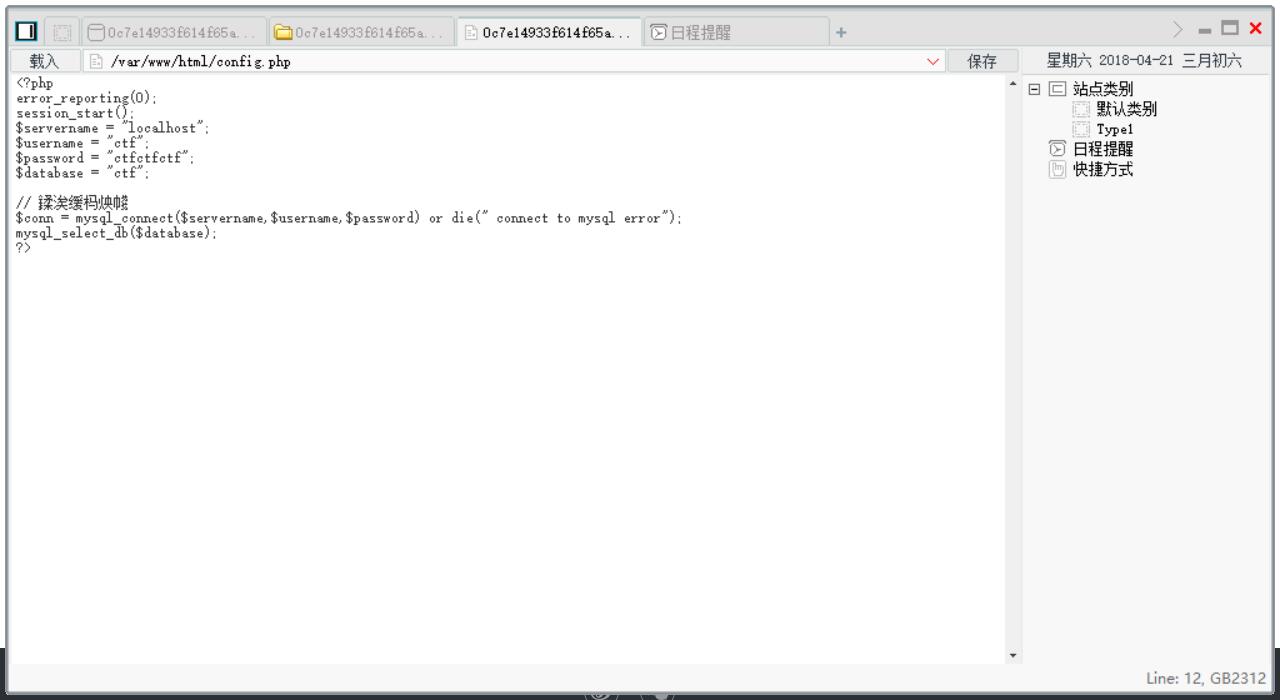 0c7e14933f614f65a...
0c7e14933f614f65a...
0c7e14933f614f65a...
日程提醒
+
载入
/var/www/html/config.php
保存
星期六 2018-04-21 三月初六
<?php
error_reporting(0);
session_start();
$servername = "localhost";
$username = "ctf";
$password = "ctfctfctf";
$database = "ctf";
// 鍒涘缓杩炴帴
$conn = mysql_connect($servername,$username,$password) or die(" connect to mysql error");
mysql_select_db($database);
?>
站点类别
默认类别
Type1
日程提醒
快捷方式
Line: 12, GB2312